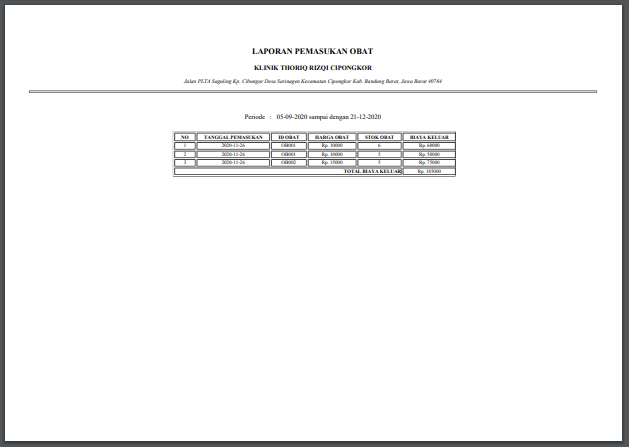 LAPORAN PEMASUKAN OBAT
KLINIK THORIQ RIZQI CIPONGKOR
Jalan PLTA Saguling Kp. Cibungur Desa Sarinagen Kecamatan Cipongkor Kab. Bandung Barat, Jawa Barat 40764
Periode : 05-09-2020 sampai dengan 21-12-2020
NO TANGGAL PEMASUKAN ID OBAT HARGA OBAT STOK OBAT BIAYA KELUAR
1 2020-11-26 OB001 Rp. 10000 6 Rp. 60000
2 2020-11-26 OB001 Rp. 10000 5 Rp. 50000
3 2020-11-26 OB002 Rp. 15000 5 Rp. 75000
TOTAL BIAYA KELUAR Rp. 185000